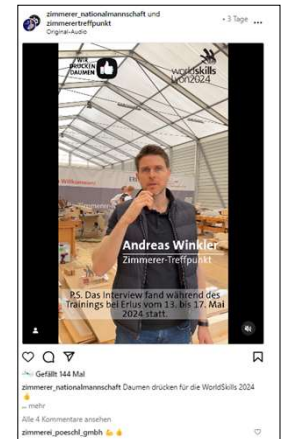 zimmerer_nationalmannschaft und
zimmerertreffpunkt
Original-Audio
• 3 Tage
...
WIR
DRÜCKEN
DAUMEN
worldskills
Lyon2024
Willkommen
Andreas Winkler
Zimmerer-Treffpunkt
P.S. Das Interview fand während des
Trainings bei Erlus vom 13. bis 17. Mai
2024 statt.
Gefällt 144 Mal
zimmerer_nationalmannschaft Daumen drücken für die WorldSkills 2024
... mehr
Alle 4 Kommentare ansehen
zimmerei_poeschl_gmbh